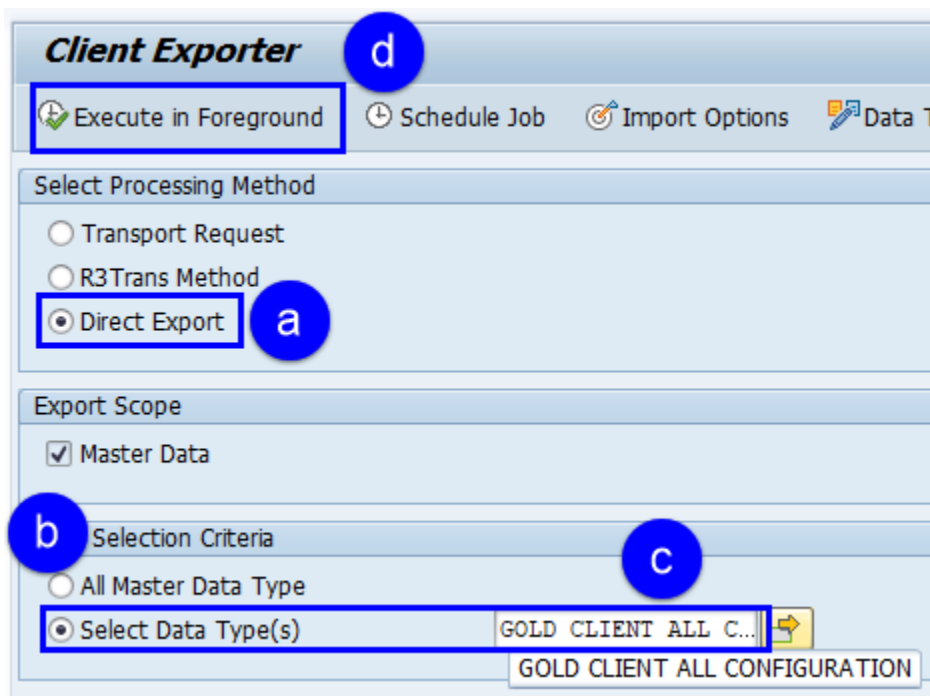 Client Exporter
d
Execute in Foreground Schedule Job Import Options Data T
Select Processing Method
Transport Request
R3Trans Method
Direct Export a
Export Scope
Master Data
b Selection Criteria
c
All Master Data Type
Select Data Type(s) GOLD CLIENT ALL C...
GOLD CLIENT ALL CONFIGURATION